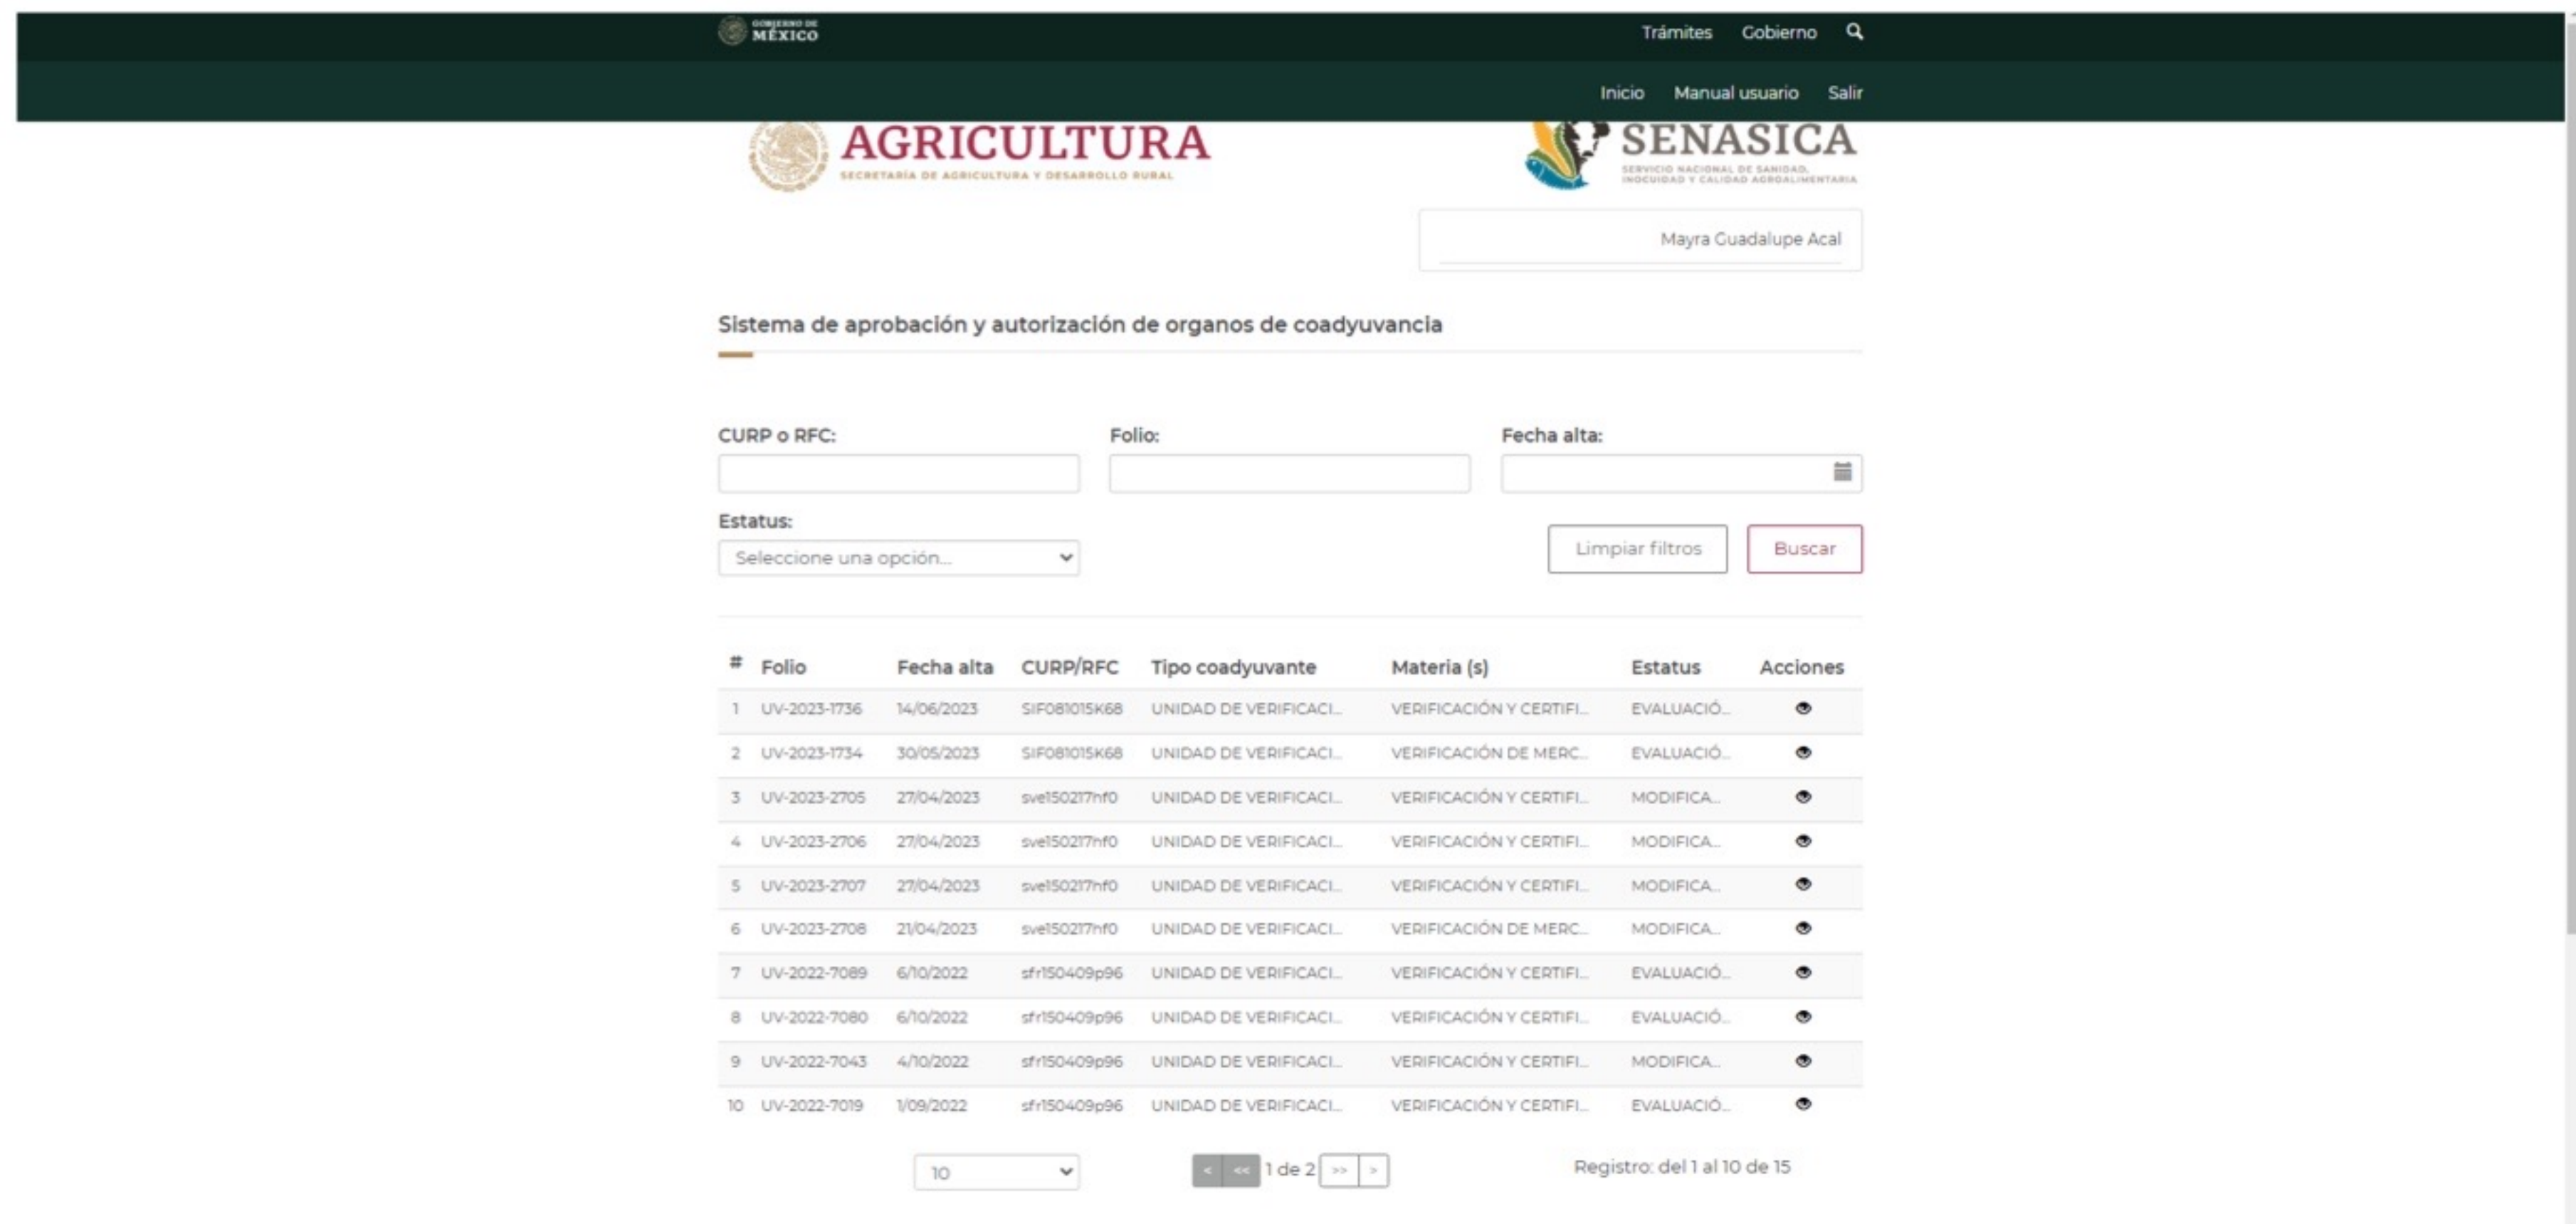 GOBIERNO DE MÉXICO
Trámites Gobierno
Inicio Manual usuario Salir
AGRICULTURA
SECRETARÍA DE AGRICULTURA Y DESARROLLO RURAL
SENASICA
SERVICIO NACIONAL DE SANIDAD,
INOCUIDAD Y CALIDAD AGROALIMENTARIA
Mayra Guadalupe Acal
Sistema de aprobación y autorización de organos de coadyuvancia
CURP o RFC: Folio: Fecha alta:
Estatus:
Seleccione una opción... Limpiar filtros Buscar
# Folio Fecha alta CURP/RFC Tipo coadyuvante Materia (s) Estatus Acciones
1 UV-2023-1736 14/06/2023 SIF081015K68 UNIDAD DE VERIFICACI... VERIFICACIÓN Y CERTIFI... EVALUACIÓ...
2 UV-2023-1734 30/05/2023 SIF081015K68 UNIDAD DE VERIFICACI... VERIFICACIÓN DE MERC... EVALUACIÓ...
3 UV-2023-2705 27/04/2023 sve150217hf0 UNIDAD DE VERIFICACI... VERIFICACIÓN Y CERTIFI... MODIFICA...
4 UV-2023-2706 27/04/2023 sve150217hf0 UNIDAD DE VERIFICACI... VERIFICACIÓN Y CERTIFI... MODIFICA...
5 UV-2023-2707 27/04/2023 sve150217hf0 UNIDAD DE VERIFICACI... VERIFICACIÓN Y CERTIFI... MODIFICA...
6 UV-2023-2708 21/04/2023 sve150217hf0 UNIDAD DE VERIFICACI... VERIFICACIÓN DE MERC... MODIFICA...
7 UV-2022-7089 6/10/2022 sfr150409p96 UNIDAD DE VERIFICACI... VERIFICACIÓN Y CERTIFI... EVALUACIÓ...
8 UV-2022-7080 6/10/2022 sfr150409p96 UNIDAD DE VERIFICACI... VERIFICACIÓN Y CERTIFI... EVALUACIÓ...
9 UV-2022-7043 4/10/2022 sfr150409p96 UNIDAD DE VERIFICACI... VERIFICACIÓN Y CERTIFI... MODIFICA...
10 UV-2022-7019 1/09/2022 sfr150409p96 UNIDAD DE VERIFICACI... VERIFICACIÓN Y CERTIFI... EVALUACIÓ...
10 < << 1 de 2 >> > Registro: del 1 al 10 de 15